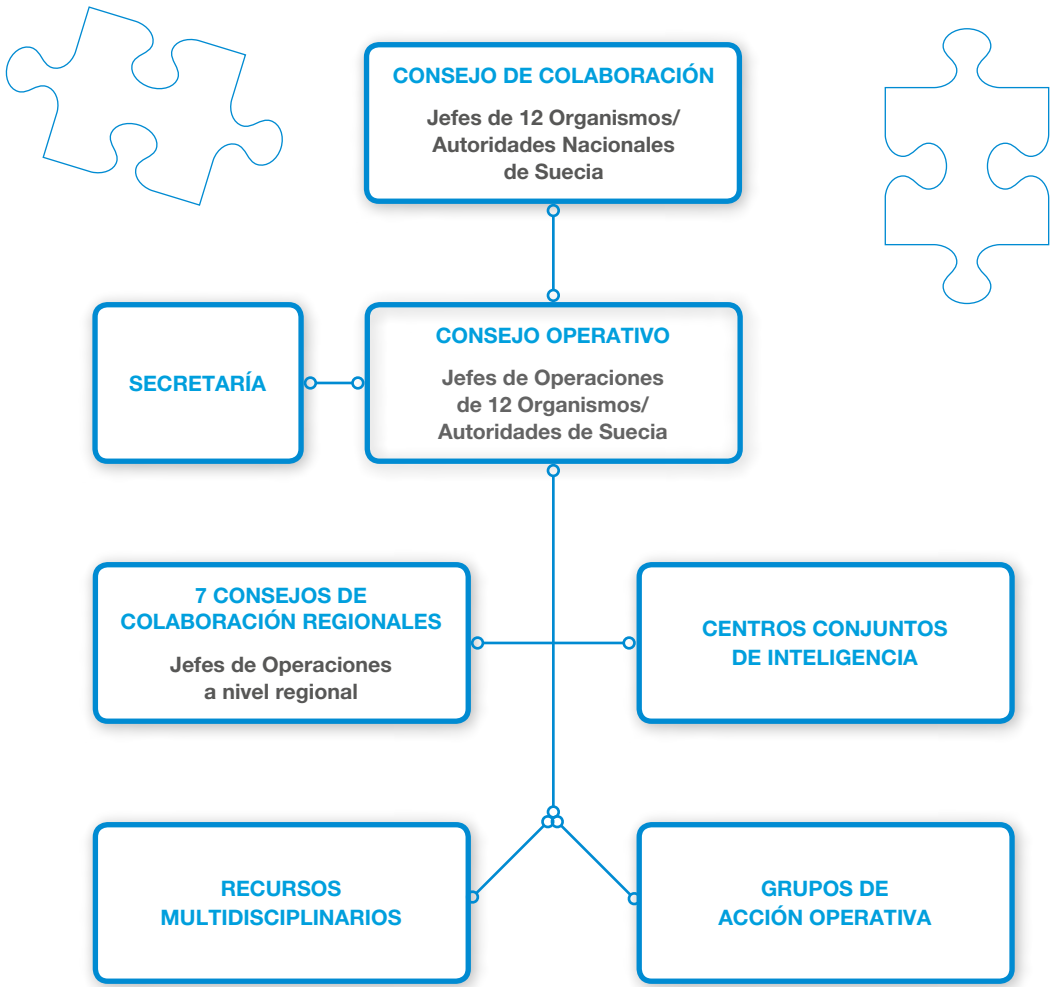 CONSEJO DE COLABORACIÓN
Jefes de 12 Organismos/
Autoridades Nacionales
de Suecia
SECRETARÍA
CONSEJO OPERATIVO
Jefes de Operaciones
de 12 Organismos/
Autoridades de Suecia
7 CONSEJOS DE
COLABORACIÓN REGIONALES
Jefes de Operaciones
a nivel regional
CENTROS CONJUNTOS
DE INTELIGENCIA
RECURSOS
MULTIDISCIPLINARIOS
GRUPOS DE
ACCIÓN OPERATIVA